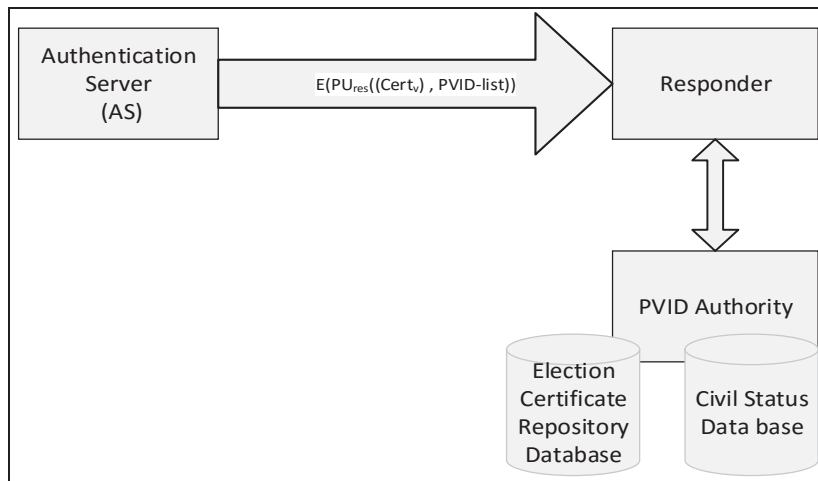 Authentication
Server
(AS)
E(PUres((Certv) , PVID-list))
Responder
PVID Authority
Election
Certificate
Repository
Database
Civil Status
Data base